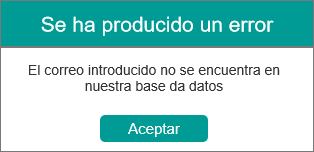 Se ha producido un error
El correo introducido no se encuentra en
nuestra base da datos
Aceptar